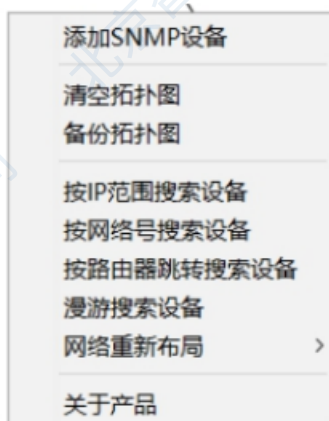 添加SNMP设备
清空拓扑图
备份拓扑图
按IP范围搜索设备
按网络号搜索设备
按路由器跳转搜索设备
漫游搜索设备
网络重新布局
关于产品